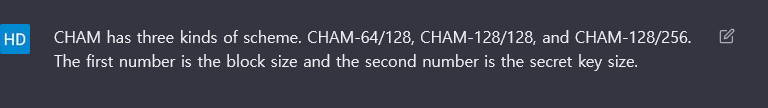 HD
CHAM has three kinds of scheme. CHAM-64/128, CHAM-128/128, and CHAM-128/256.
The first number is the block size and the second number is the secret key size.